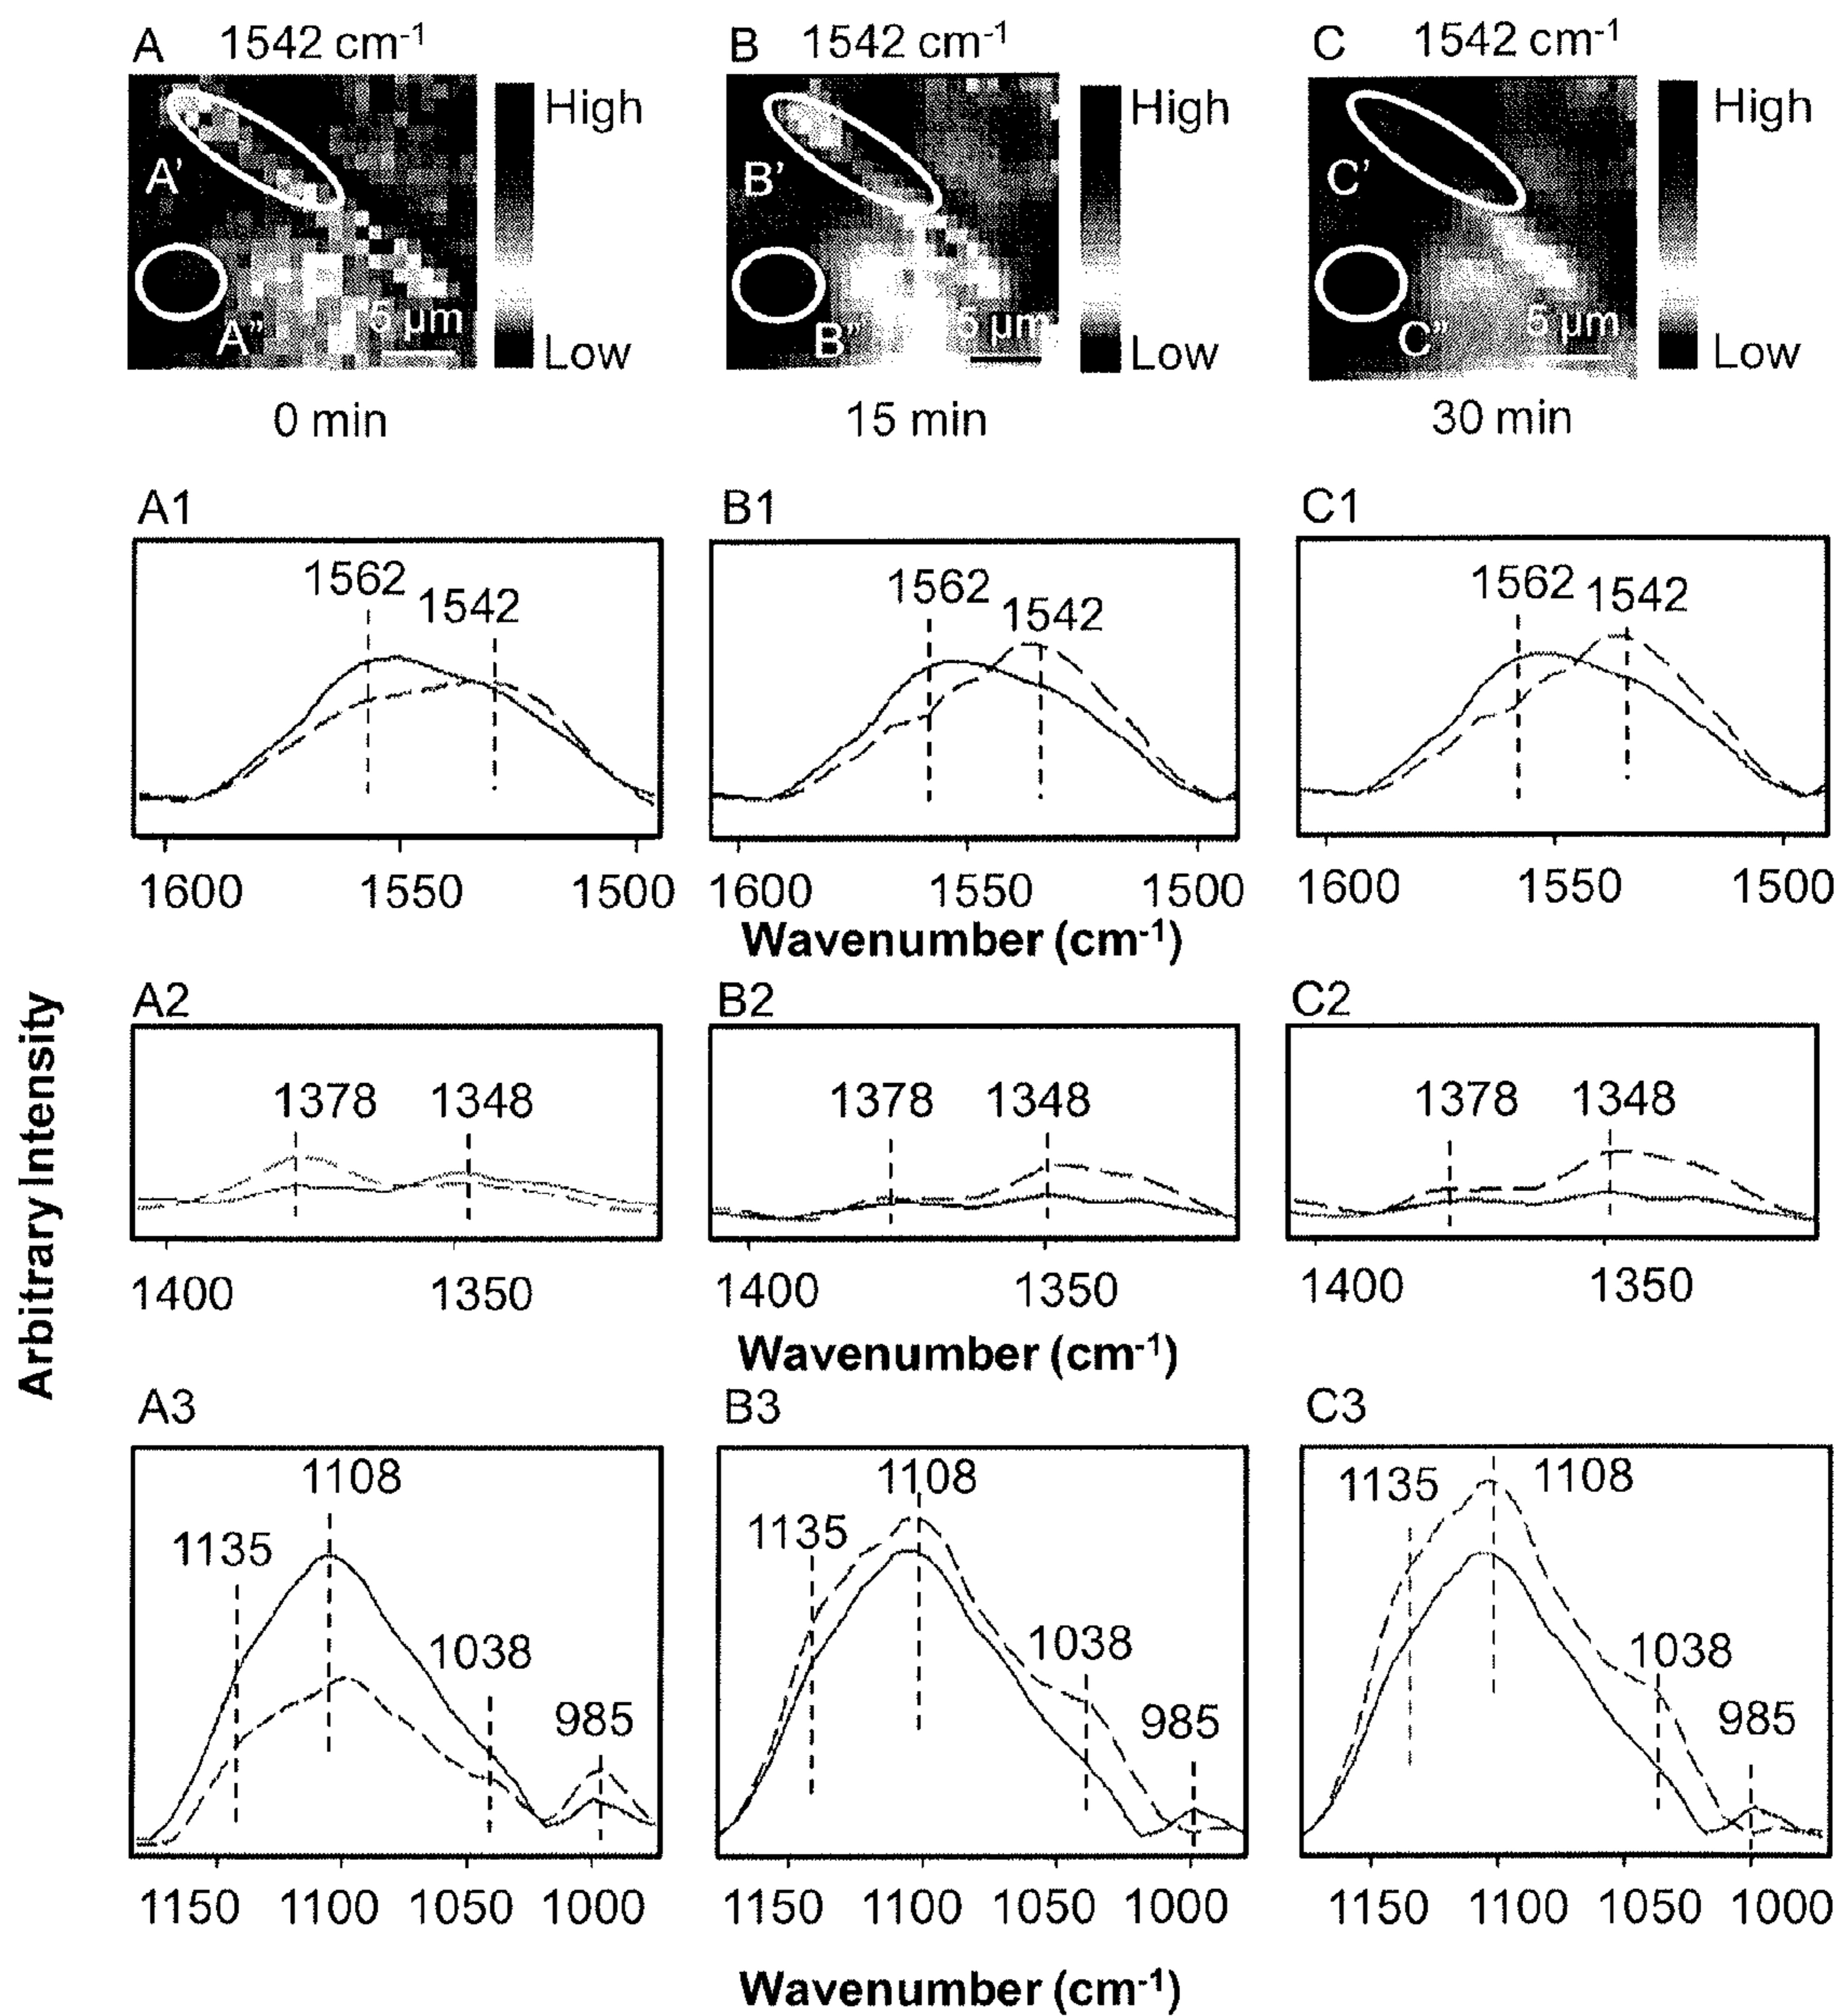 A 1542 cm-1
High
A'
A"
5 μm
Low
0 min
B 1542 cm-1
High
B'
B"
5 μm
Low
15 min
C 1542 cm-1
High
C'
C"
5 μm
Low
30 min
A1
1562
1542
1600 1550 1500
B1
1562
1542
1600 1550 1500
C1
1562 1542
1600 1550 1500
Wavenumber (cm-1)
Arbitrary Intensity
A2
1378 1348
1400 1350
B2
1378 1348
1400 1350
C2
1378 1348
1400 1350
Wavenumber (cm-1)
A3
1108
1135
1038
985
1150 1100 1050 1000
B3
1108
1135
1038
985
1150 1100 1050 1000
C3
1135 1108
1038
985
1150 1100 1050 1000
Wavenumber (cm-1)